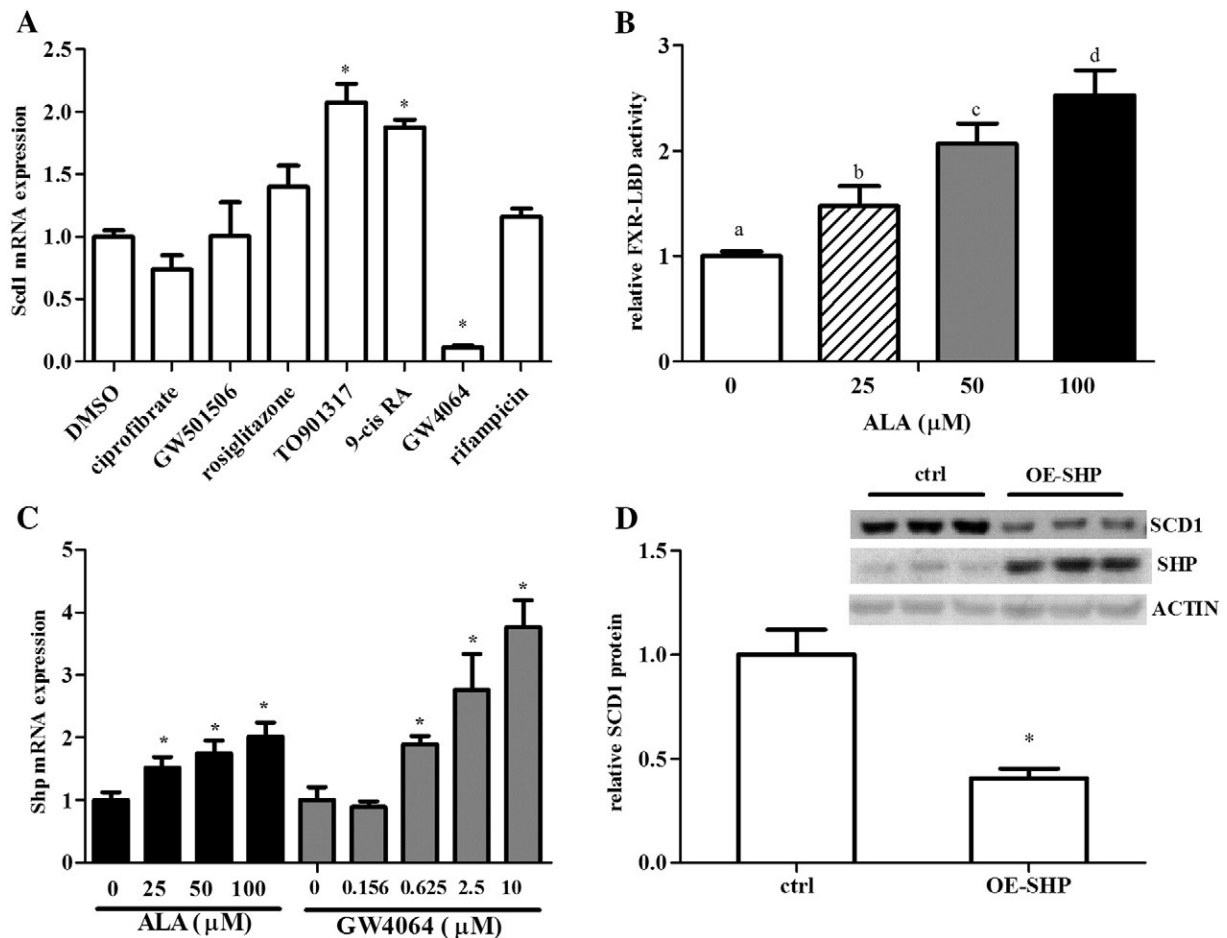 A
Scd1 mRNA expression
2.5
2.0
1.5
1.0
0.5
0.0
*
*
*
DMSO
ciprofibrate
GW501506
rosiglitazone
TO901317
9-cis RA
GW4064
rifampicin
B
relative FXR-LBD activity
3
2
1
0
a
b
c
d
0 25 50 100
ALA (μM)
C
Shp mRNA expression
5
4
3
2
1
0
*
*
*
*
*
*
0 25 50 100 0 0.156 0.625 2.5 10
ALA (μM) GW4064 (μM)
D
ctrl OE-SHP
SCD1
SHP
ACTIN
relative SCD1 protein
1.5
1.0
0.5
0.0
*
ctrl OE-SHP